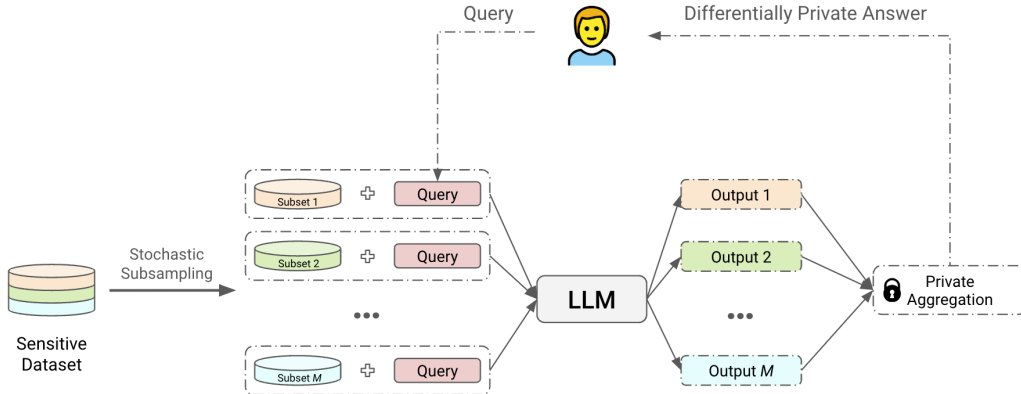 Query
Differentially Private Answer
Subset 1
Query
Output 1
Stochastic
Subsampling
Subset 2
Query
Output 2
LLM
Private
Aggregation
•••
•••
Sensitive
Dataset
Subset M
Query
Output M